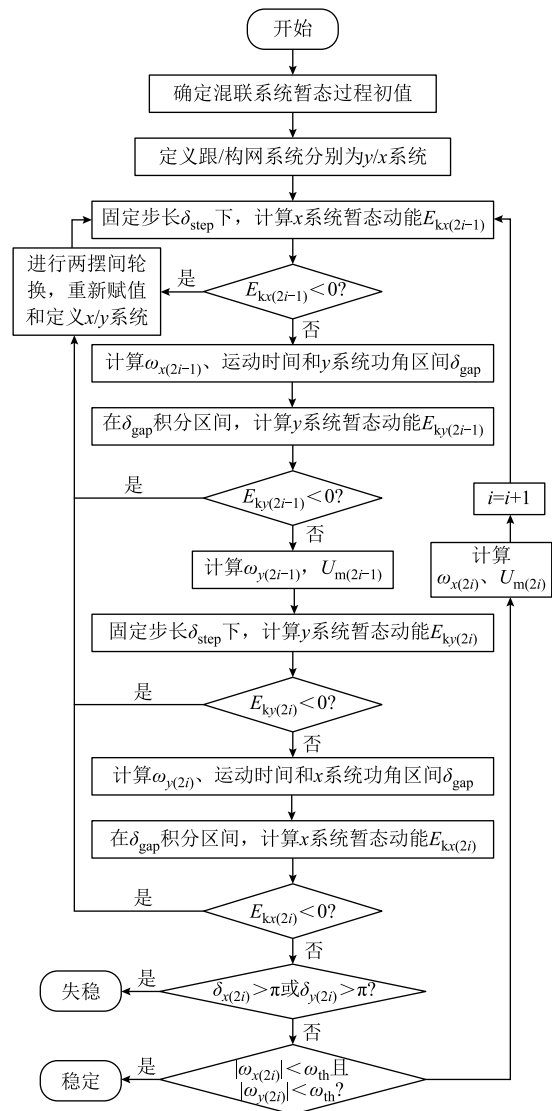 开始
确定混联系统暂态过程初值
定义跟/构网系统分别为y/x系统
固定步长δstep下，计算x系统暂态动能Ekx(2i−1)
进行两摆间轮
换，重新赋值
和定义x/y系统
是
Ekx(2i−1)＜0?
否
计算ωx(2i−1)、运动时间和y系统功角区间δgap
在δgap积分区间，计算y系统暂态动能Eky(2i−1)
是
Eky(2i−1)＜0?
i=i+1
否
计算ωy(2i−1)，Um(2i−1)
计算
ωx(2i)、Um(2i)
固定步长δstep下，计算y系统暂态动能Eky(2i)
是
Eky(2i)＜0?
否
计算ωy(2i)、运动时间和x系统功角区间δgap
在δgap积分区间，计算x系统暂态动能Ekx(2i)
是
Ekx(2i)＜0?
否
失稳
是
δx(2i)＞π或δy(2i)＞π?
否
稳定
是
|ωx(2i)|＜ωth且
|ωy(2i)|＜ωth?